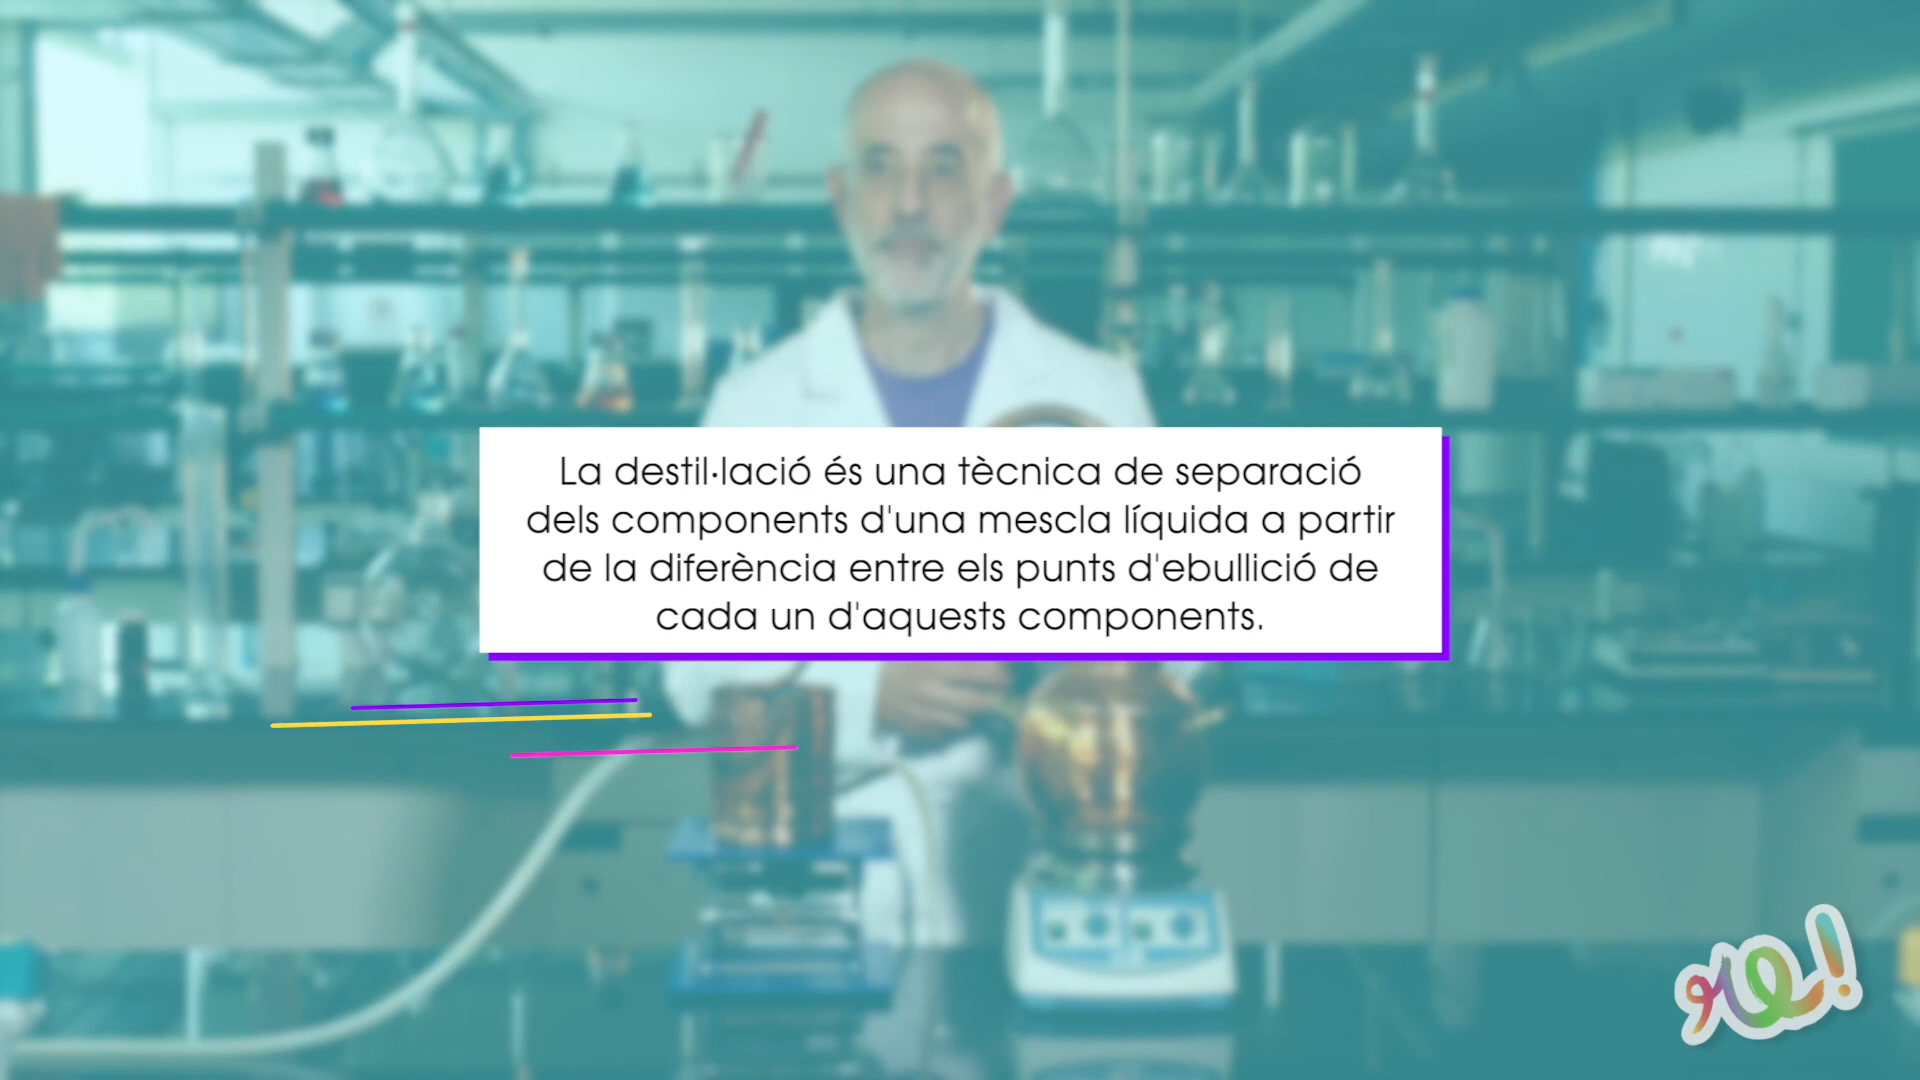 La destil·lació és una tècnica de separació
dels components d'una mescla líquida a partir
de la diferència entre els punts d'ebullició de
cada un d'aquests components.